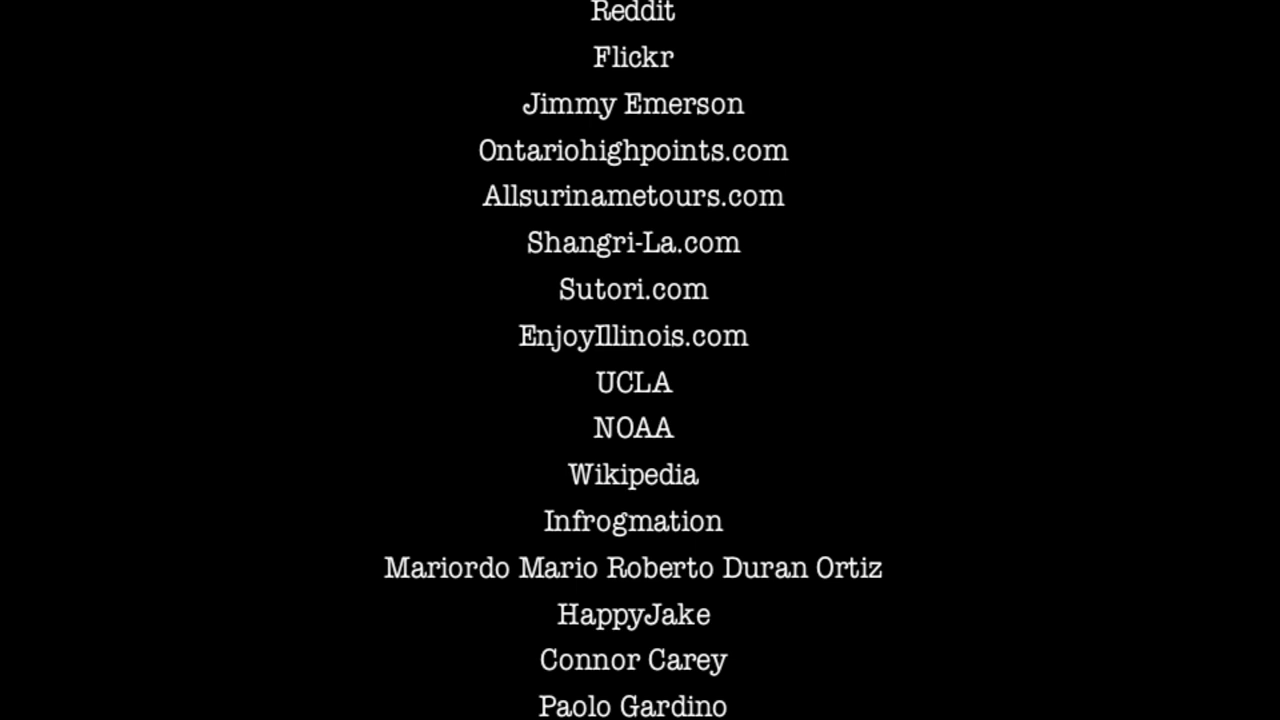 Reddit
Flickr
Jimmy Emerson
Ontariohighpoints.com
Allsurinametours.com
Shangri-La.com
Sutori.com
EnjoyIllinois.com
UCLA
NOAA
Wikipedia
Infrogmation
Mariordo Mario Roberto Duran Ortiz
HappyJake
Connor Carey
Paolo Gardino